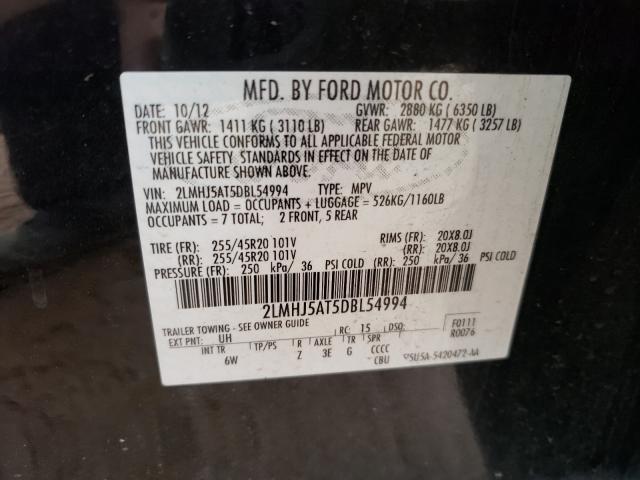 MFD. BY FORD MOTOR CO.
DATE: 10/12 GVWR: 2880 KG ( 6350 LB)
FRONT GAWR: 1411 KG ( 3110 LB) REAR GAWR: 1477 KG ( 3257 LB)
THIS VEHICLE CONFORMS TO ALL APPLICABLE FEDERAL MOTOR
VEHICLE SAFETY STANDARDS IN EFFECT ON THE DATE OF
MANUFACTURE SHOWN ABOVE.
VIN: 2LMHJ5AT5DBL54994 TYPE: MPV
MAXIMUM LOAD = OCCUPANTS + LUGGAGE = 526KG/1160LB
OCCUPANTS = 7 TOTAL; 2 FRONT, 5 REAR
TIRE (FR): 255/45R20 101V RIMS (FR): 20X8.0J
(RR): 255/45R20 101V (RR): 20X8.0J
PRESSURE (FR): 250 kPa/ 36 PSI COLD (RR): 250 kPa/ 36 PSI COLD
2LMHJ5AT5DBL54994
TRAILER TOWING - SEE OWNER GUIDE
EXT PNT: UH RC: 15 DSO: F0111
R0076
INT TR TP/PS R AXLE TR SPR
6W Z 3E G CCCC
CBU
5U5A-5420472-AA